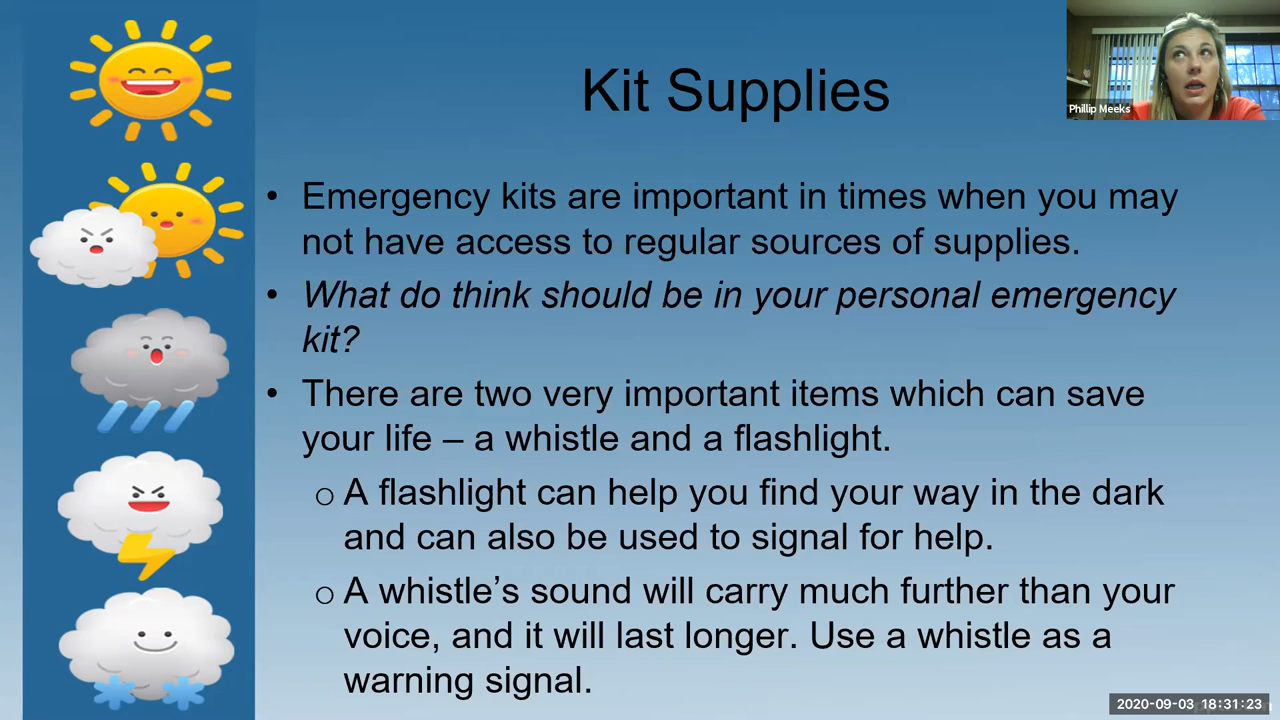 Kit Supplies
Phillip Meeks
• Emergency kits are important in times when you may
not have access to regular sources of supplies.
• What do think should be in your personal emergency
kit?
• There are two very important items which can save
your life – a whistle and a flashlight.
o A flashlight can help you find your way in the dark
and can also be used to signal for help.
o A whistle’s sound will carry much further than your
voice, and it will last longer. Use a whistle as a
warning signal.
2020-09-03 18:31:23